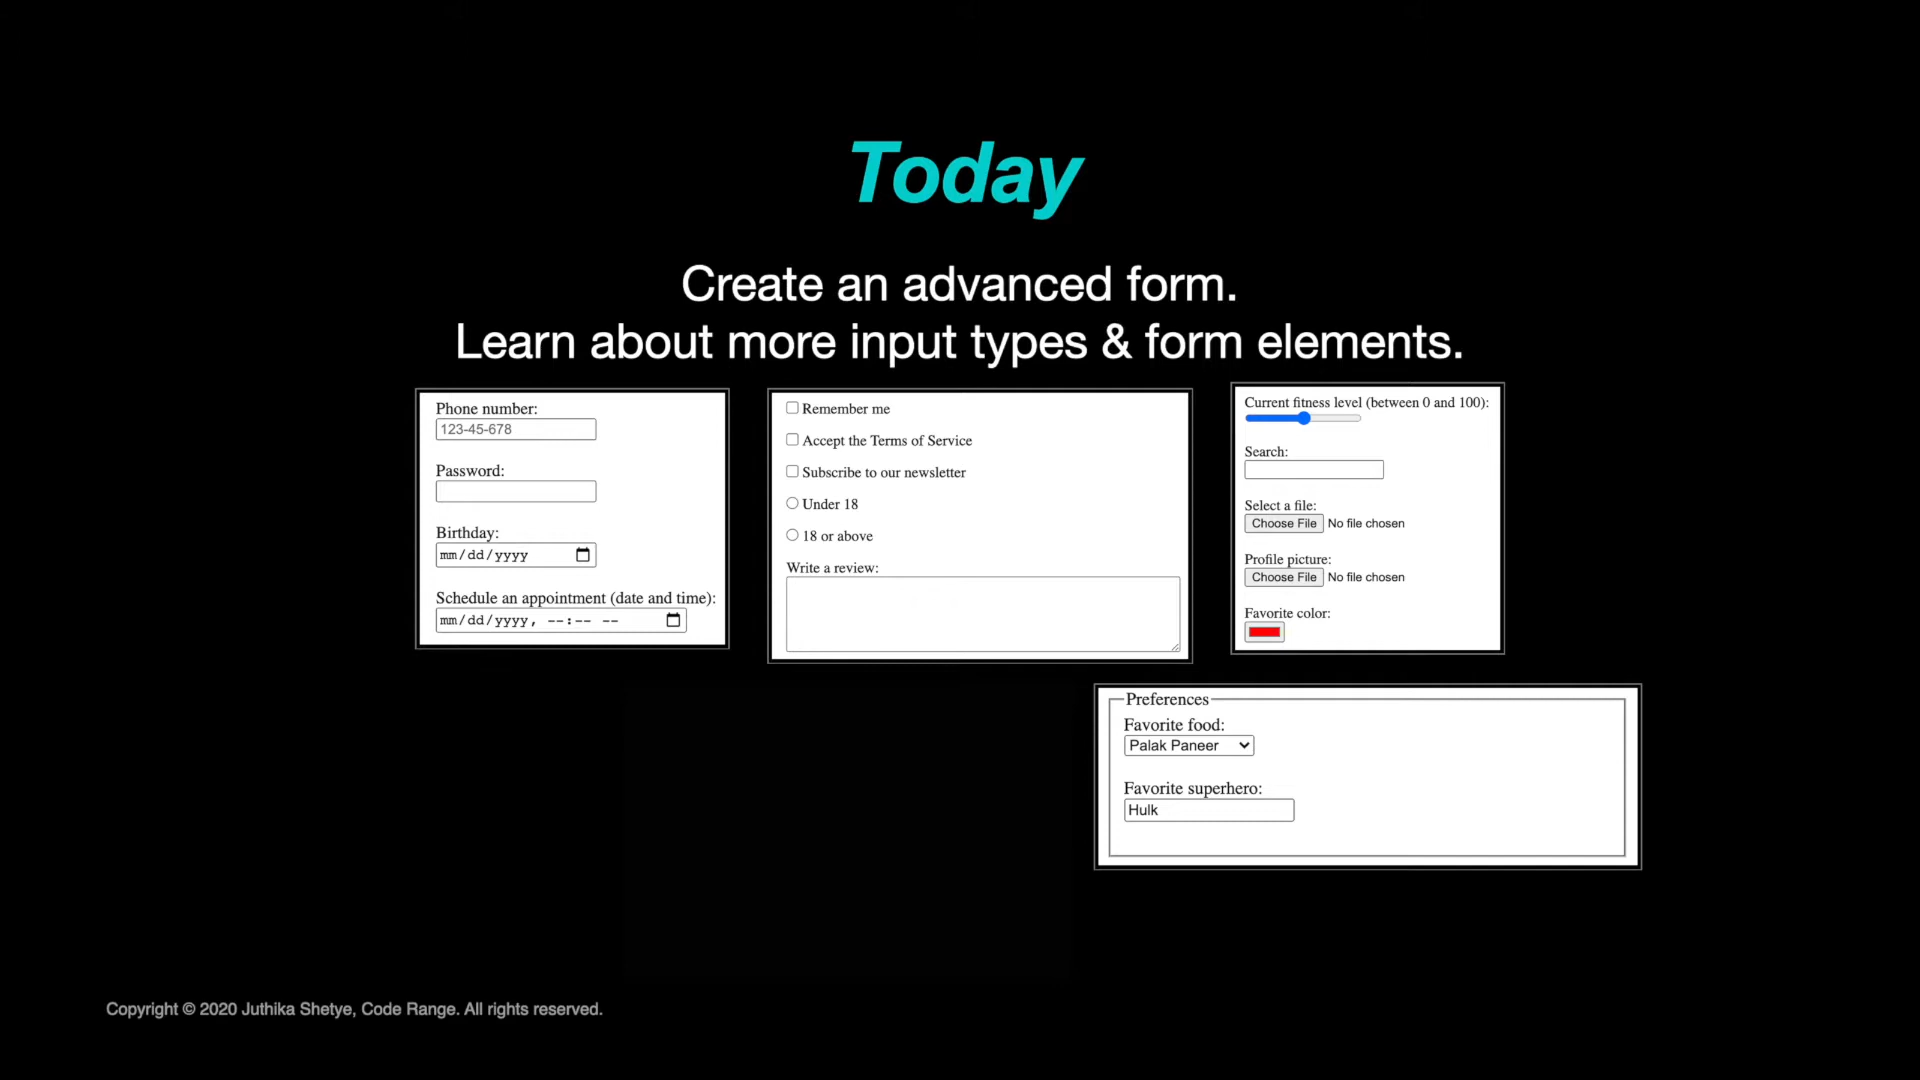 Today
Create an advanced form.
Learn about more input types & form elements.
Phone number:
123-45-678
Password:
Birthday:
mm/dd/yyyy
Schedule an appointment (date and time):
mm/dd/yyyy, --:-- --
Remember me
Accept the Terms of Service
Subscribe to our newsletter
Under 18
18 or above
Write a review:
Current fitness level (between 0 and 100):
Search:
Select a file:
Choose File No file chosen
Profile picture:
Choose File No file chosen
Favorite color:
Preferences
Favorite food:
Palak Paneer
Favorite superhero:
Hulk
Copyright © 2020 Juthika Shetye, Code Range. All rights reserved.